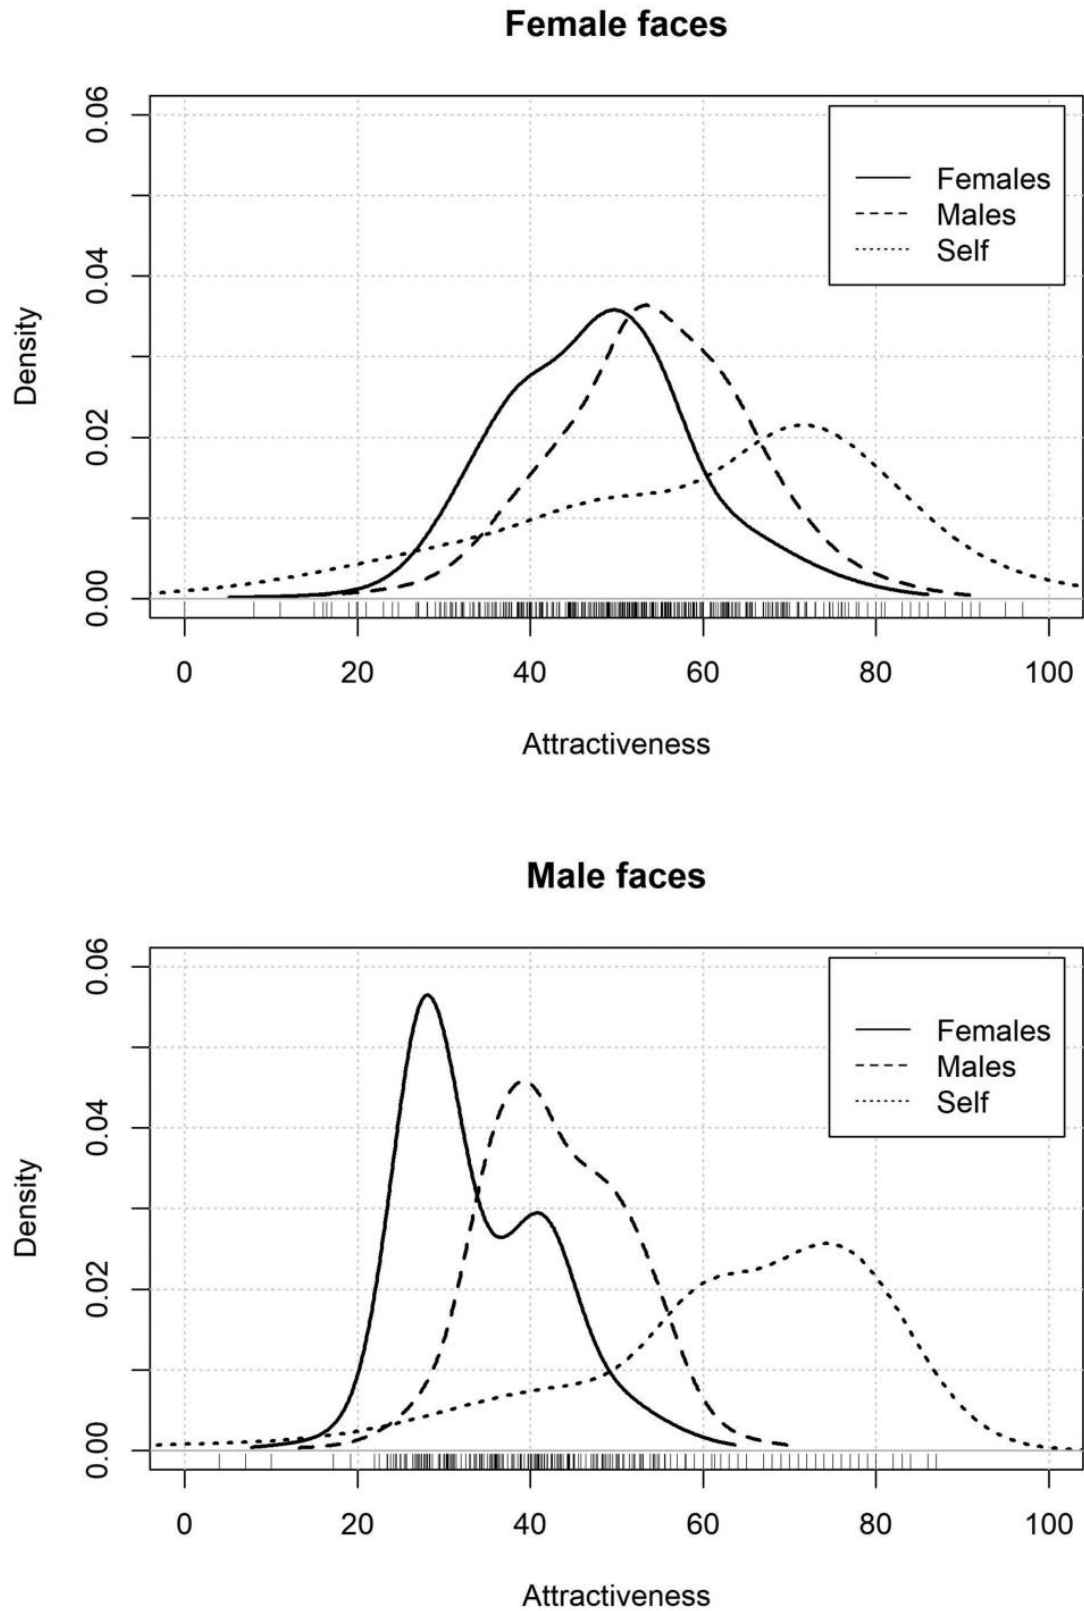 Female faces
0.06
0.04
0.02
0.00
Density
Females
Males
Self
0 20 40 60 80 100
Attractiveness
Male faces
0.06
0.04
0.02
0.00
Density
Females
Males
Self
0 20 40 60 80 100
Attractiveness